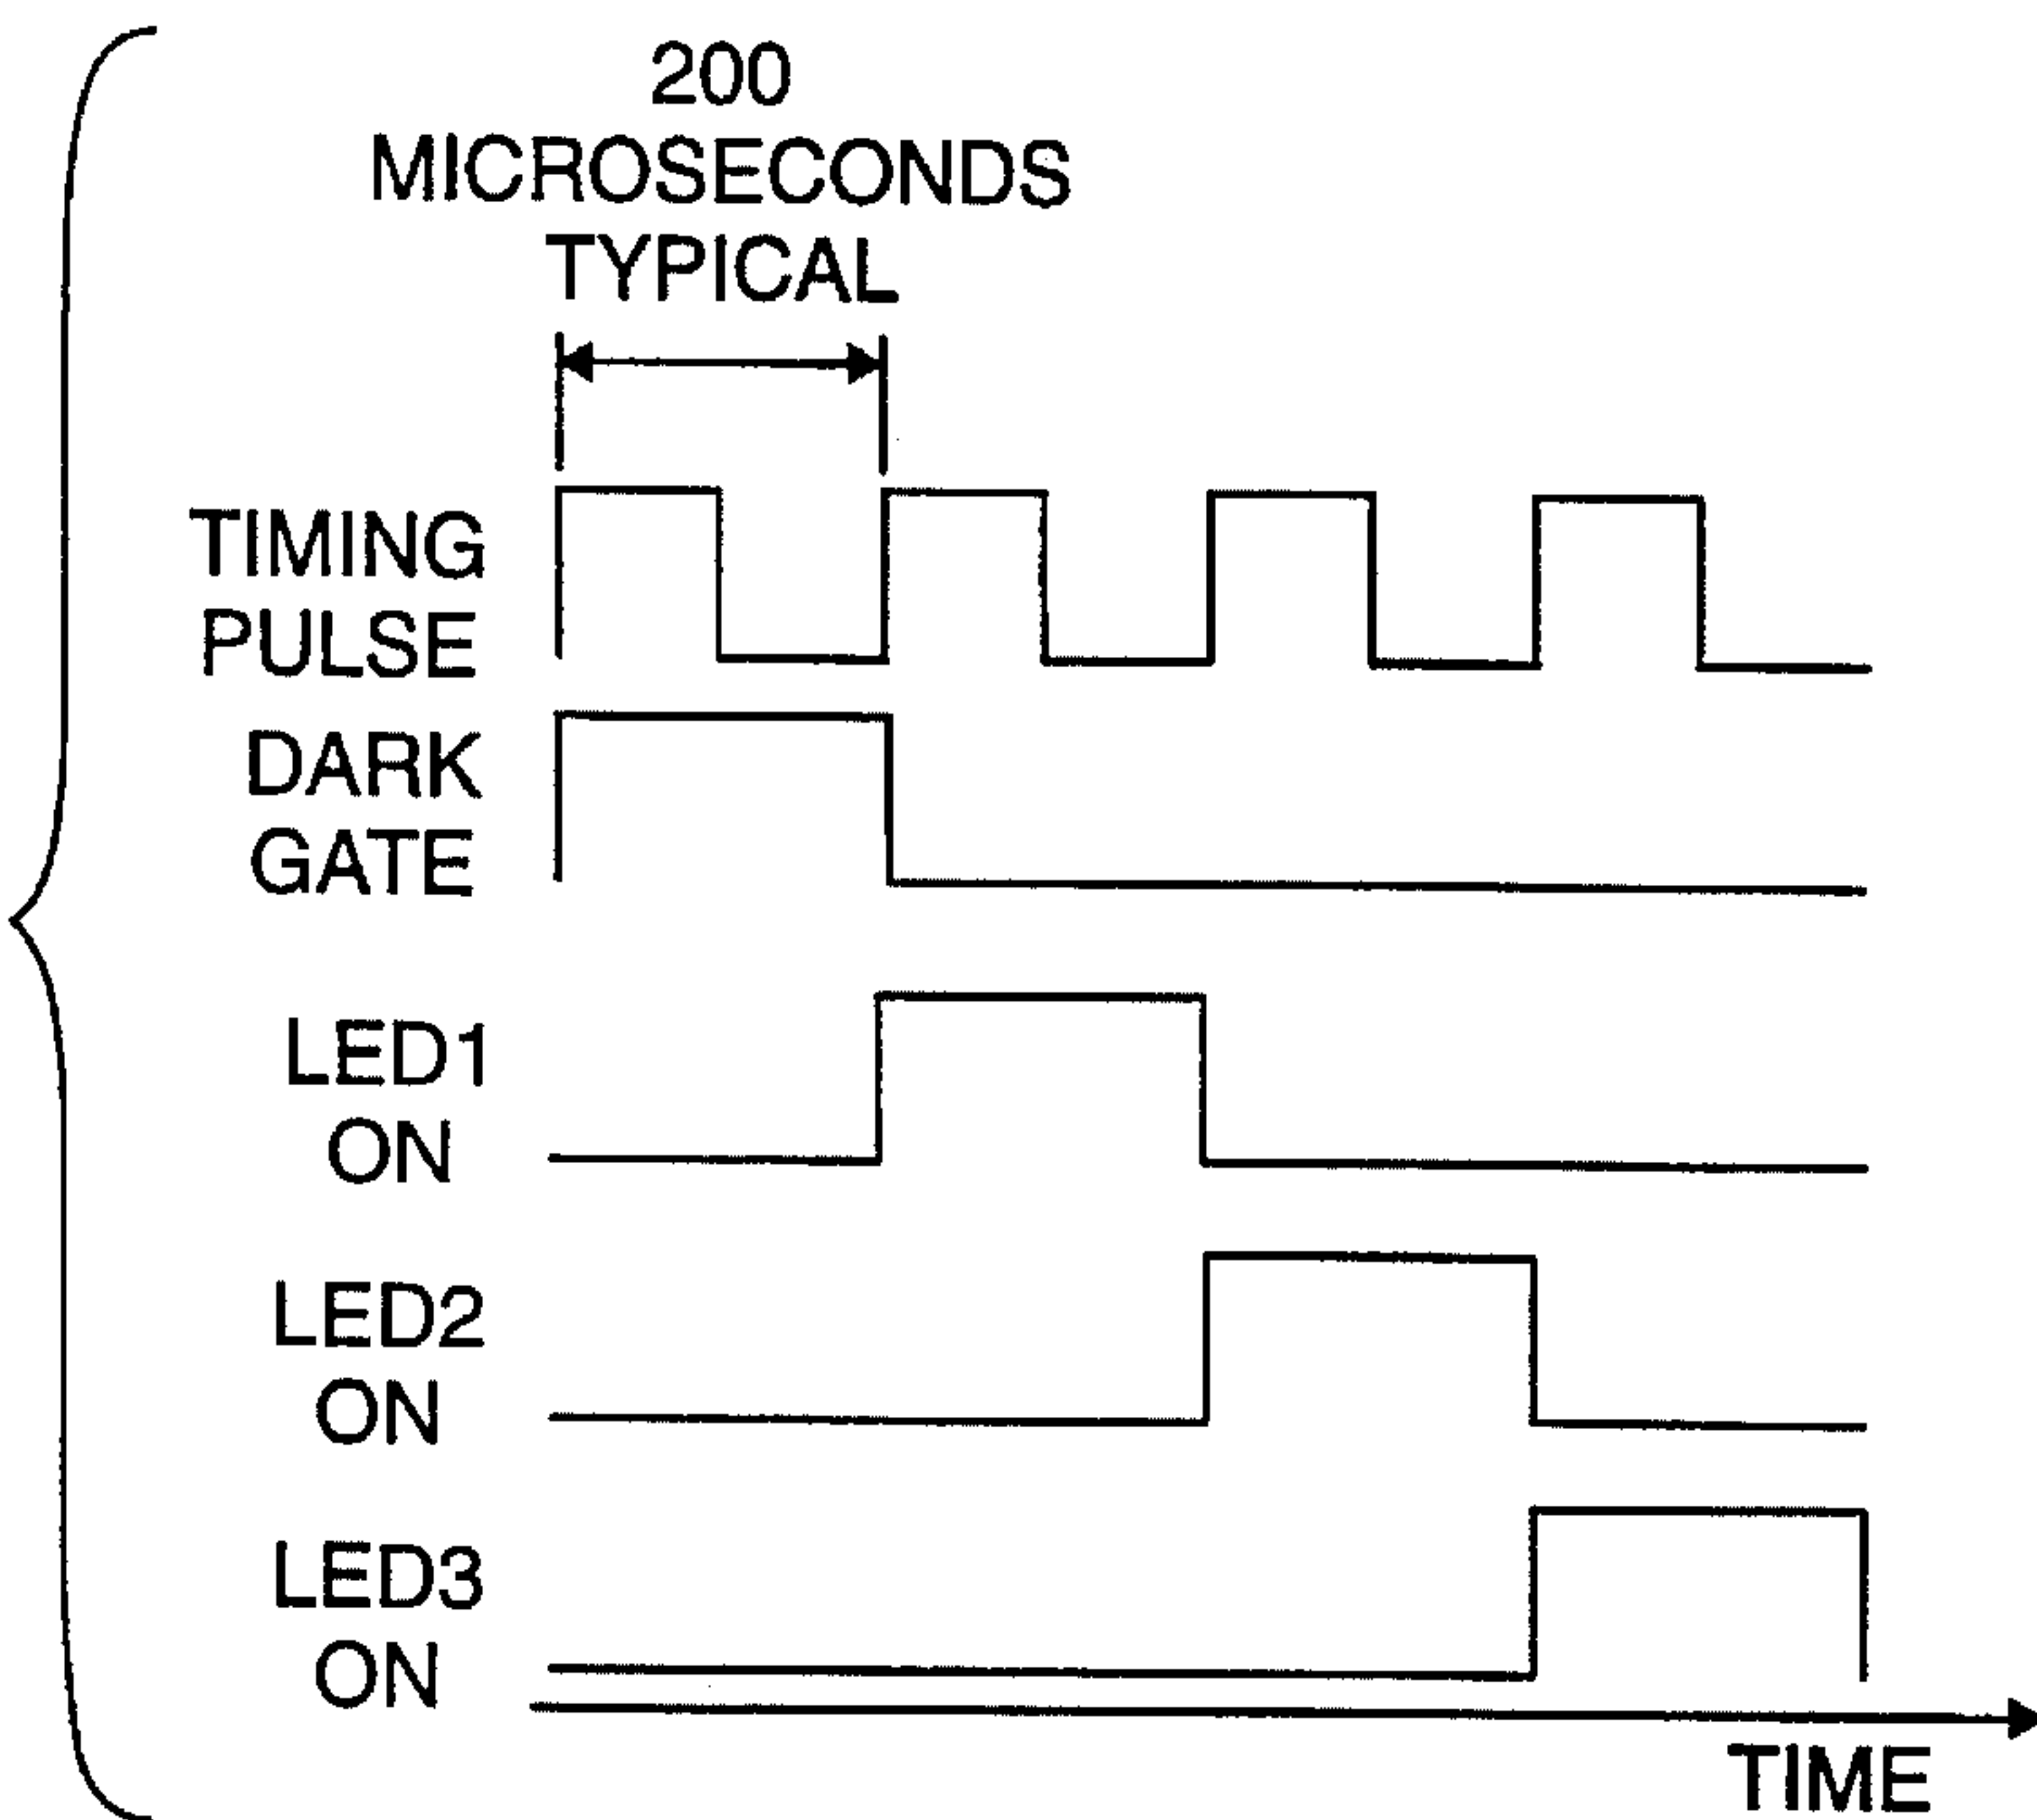 200
MICROSECONDS
TYPICAL
TIMING
PULSE
DARK
GATE
LED1
ON
LED2
ON
LED3
ON
TIME